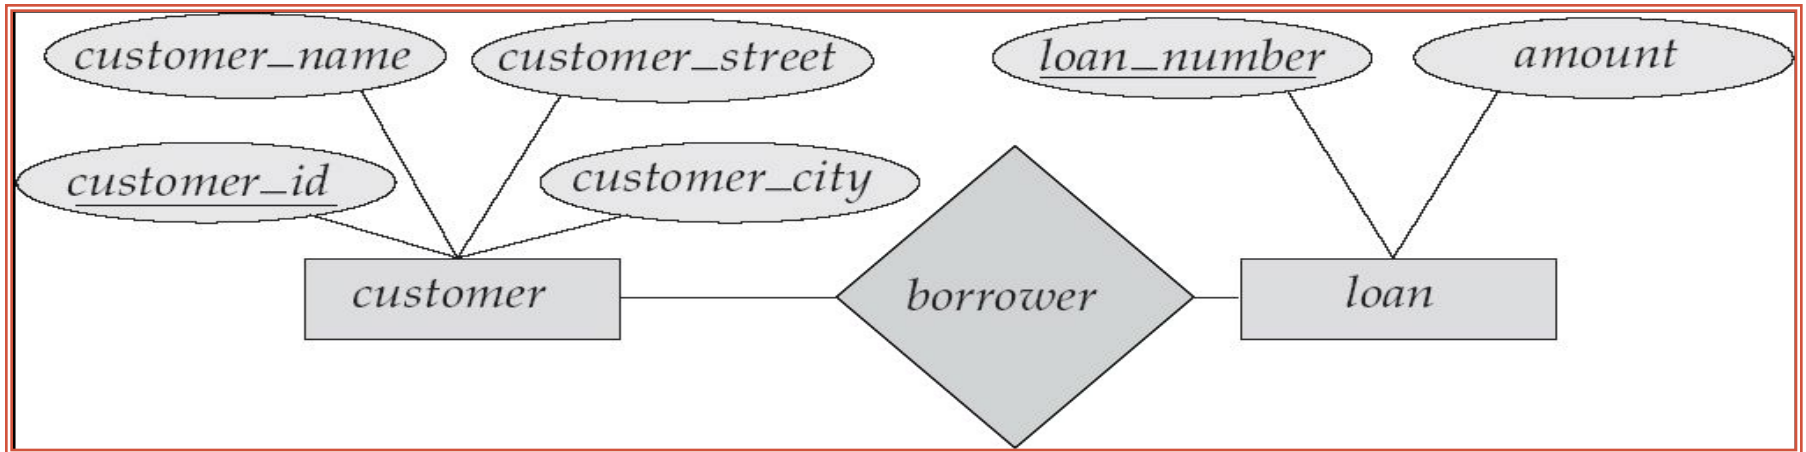 customer_name
customer_street
loan_number
amount
customer_id
customer_city
customer
borrower
loan